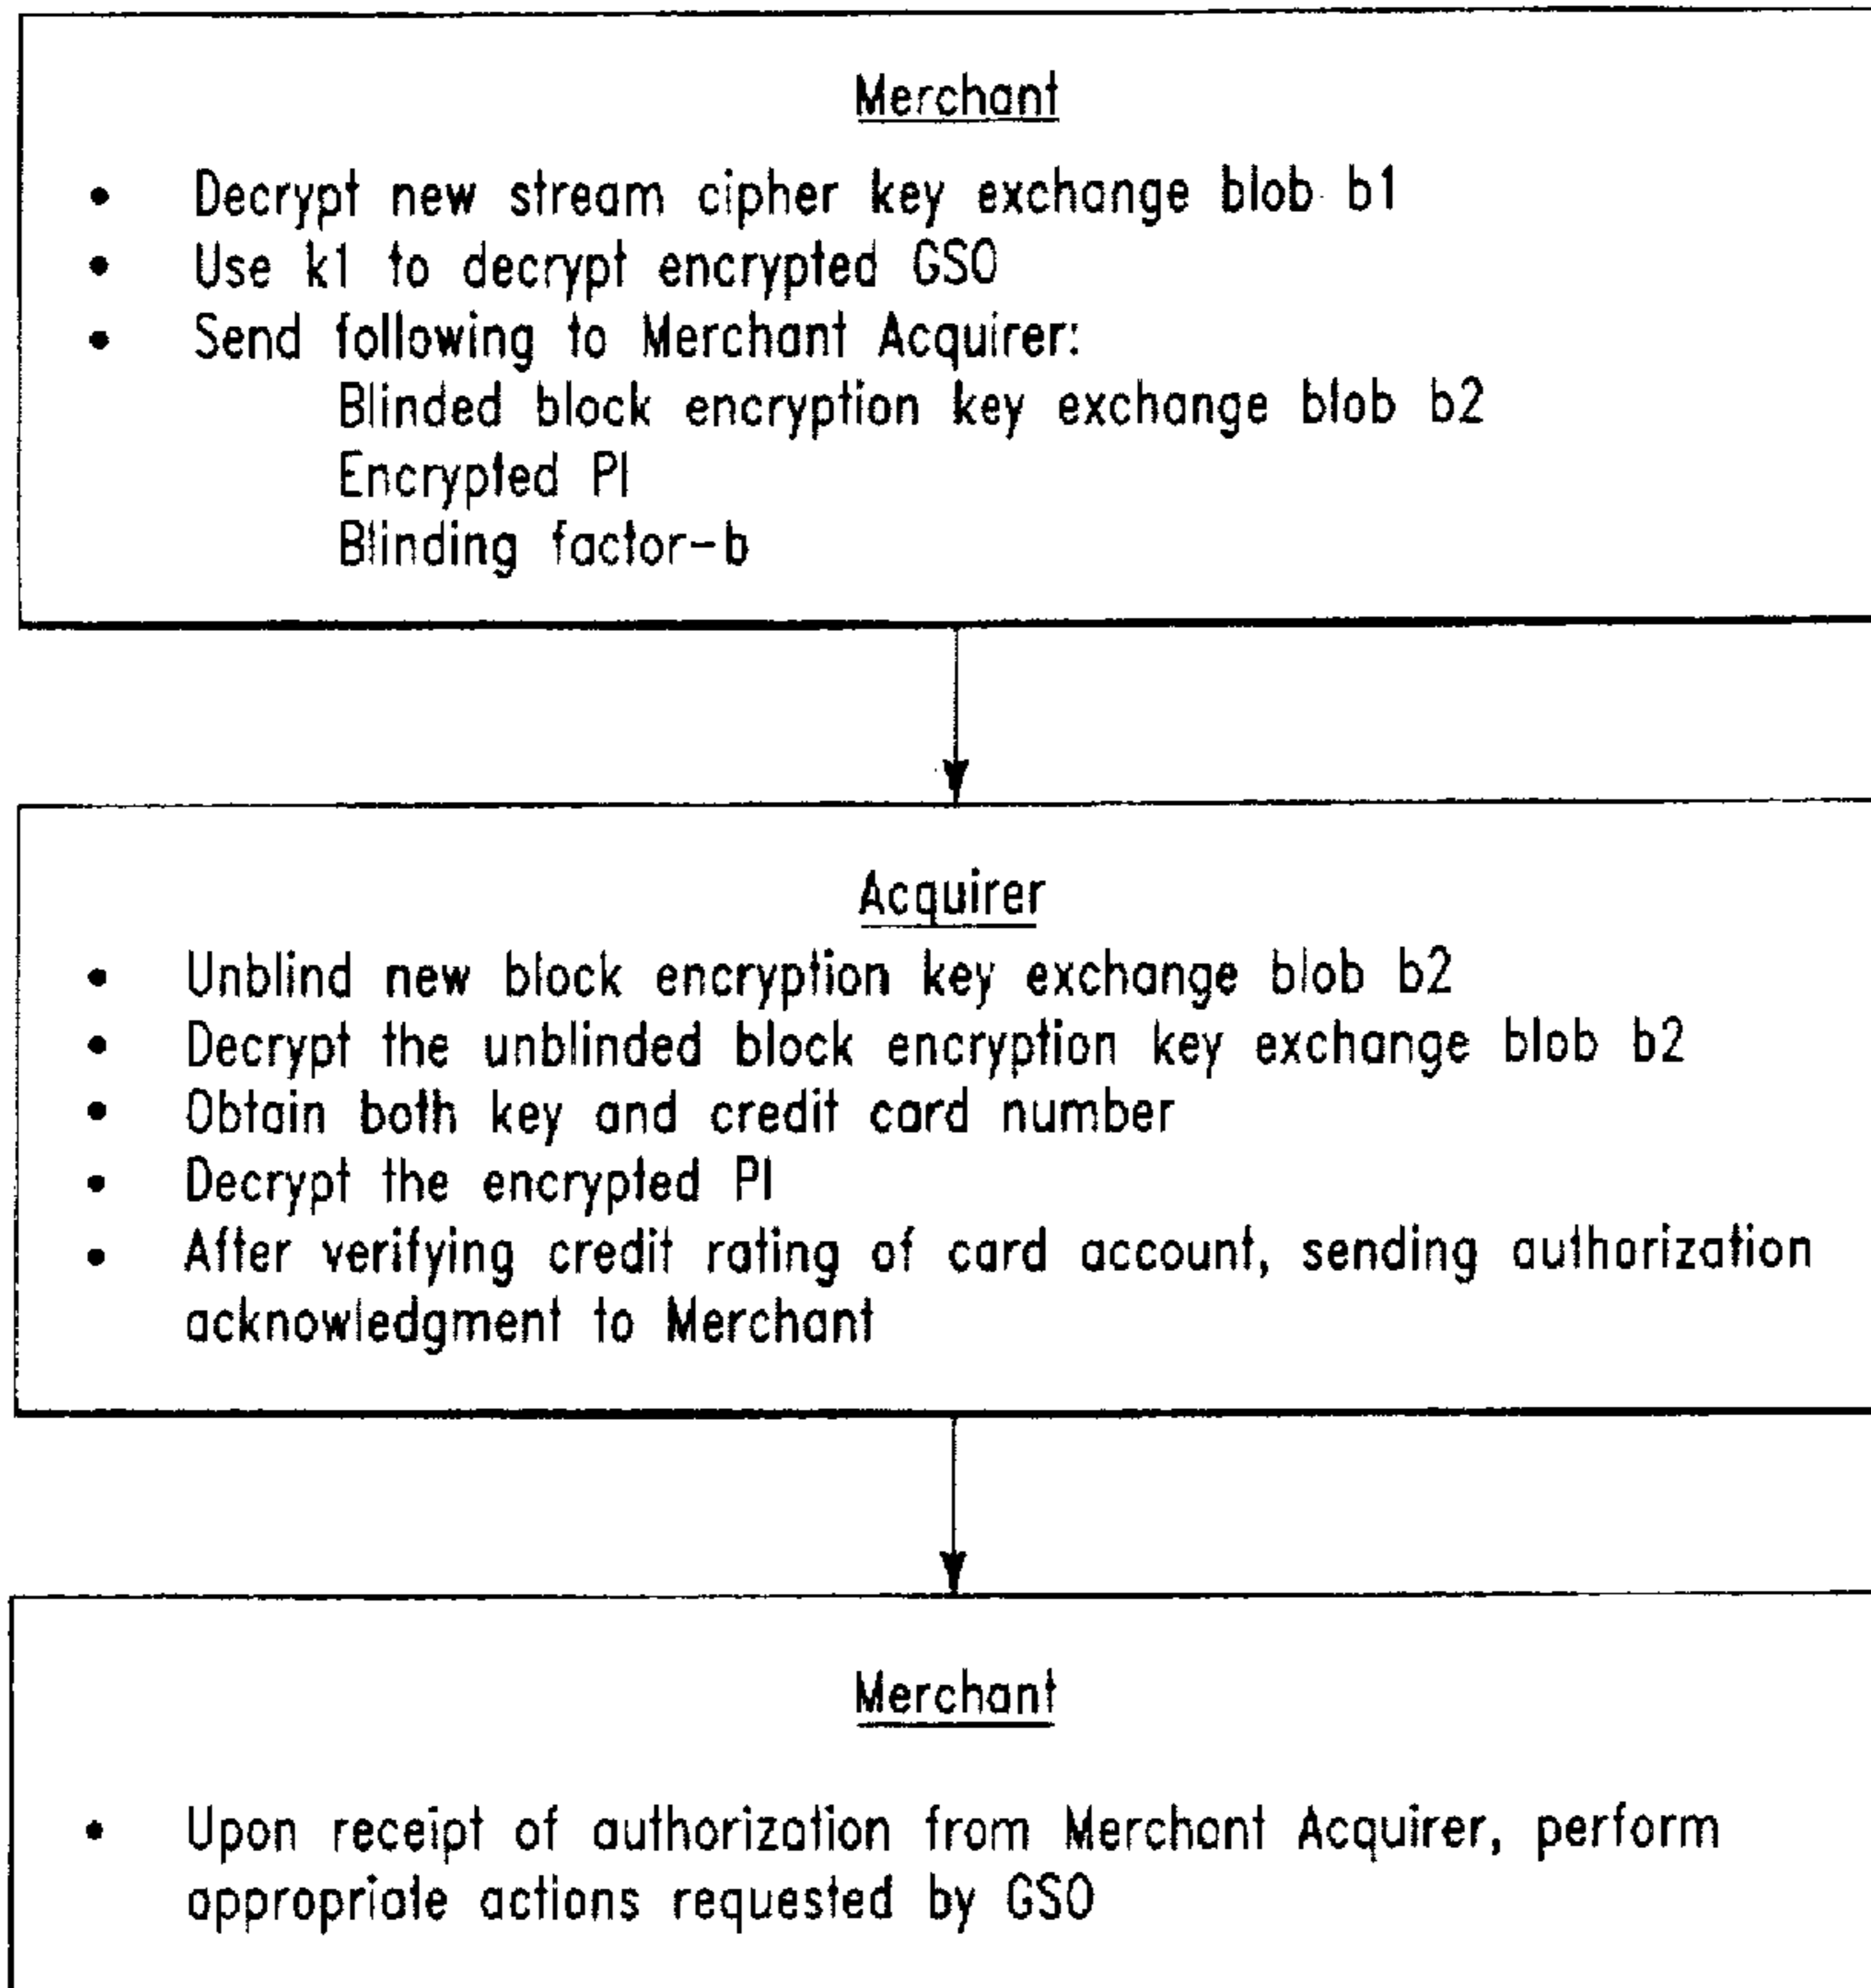 Merchant
• Decrypt new stream cipher key exchange blob b1
• Use k1 to decrypt encrypted GSO
• Send following to Merchant Acquirer:
Blinded block encryption key exchange blob b2
Encrypted PI
Blinding factor-b
Acquirer
• Unblind new block encryption key exchange blob b2
• Decrypt the unblinded block encryption key exchange blob b2
• Obtain both key and credit card number
• Decrypt the encrypted PI
• After verifying credit rating of card account, sending authorization
acknowledgment to Merchant
Merchant
• Upon receipt of authorization from Merchant Acquirer, perform
appropriate actions requested by GSO